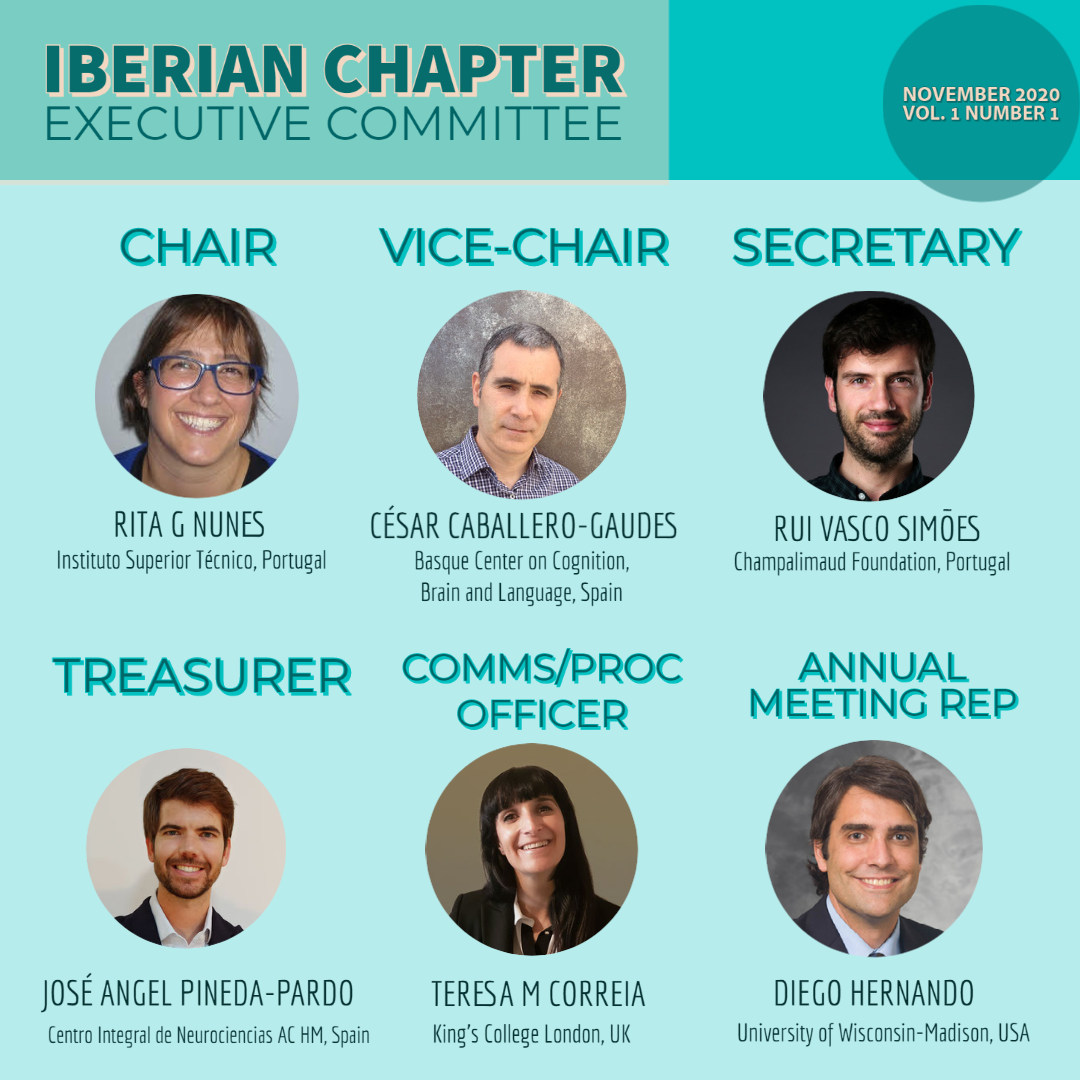 IBERIAN CHAPTER
EXECUTIVE COMMITTEE
NOVEMBER 2020
VOL. 1 NUMBER 1
CHAIR
RITA G NUNES
Instituto Superior Técnico, Portugal
VICE-CHAIR
CÉSAR CABALLERO-GAUDES
Basque Center on Cognition,
Brain and Language, Spain
SECRETARY
RUI VASCO SIMÕES
Champalimaud Foundation, Portugal
TREASURER
JOSÉ ANGEL PINEDA-PARDO
Centro Integral de Neurociencias AC HM, Spain
COMMS/PROC
OFFICER
TERESA M CORREIA
King's College London, UK
ANNUAL
MEETING REP
DIEGO HERNANDO
University of Wisconsin-Madison, USA